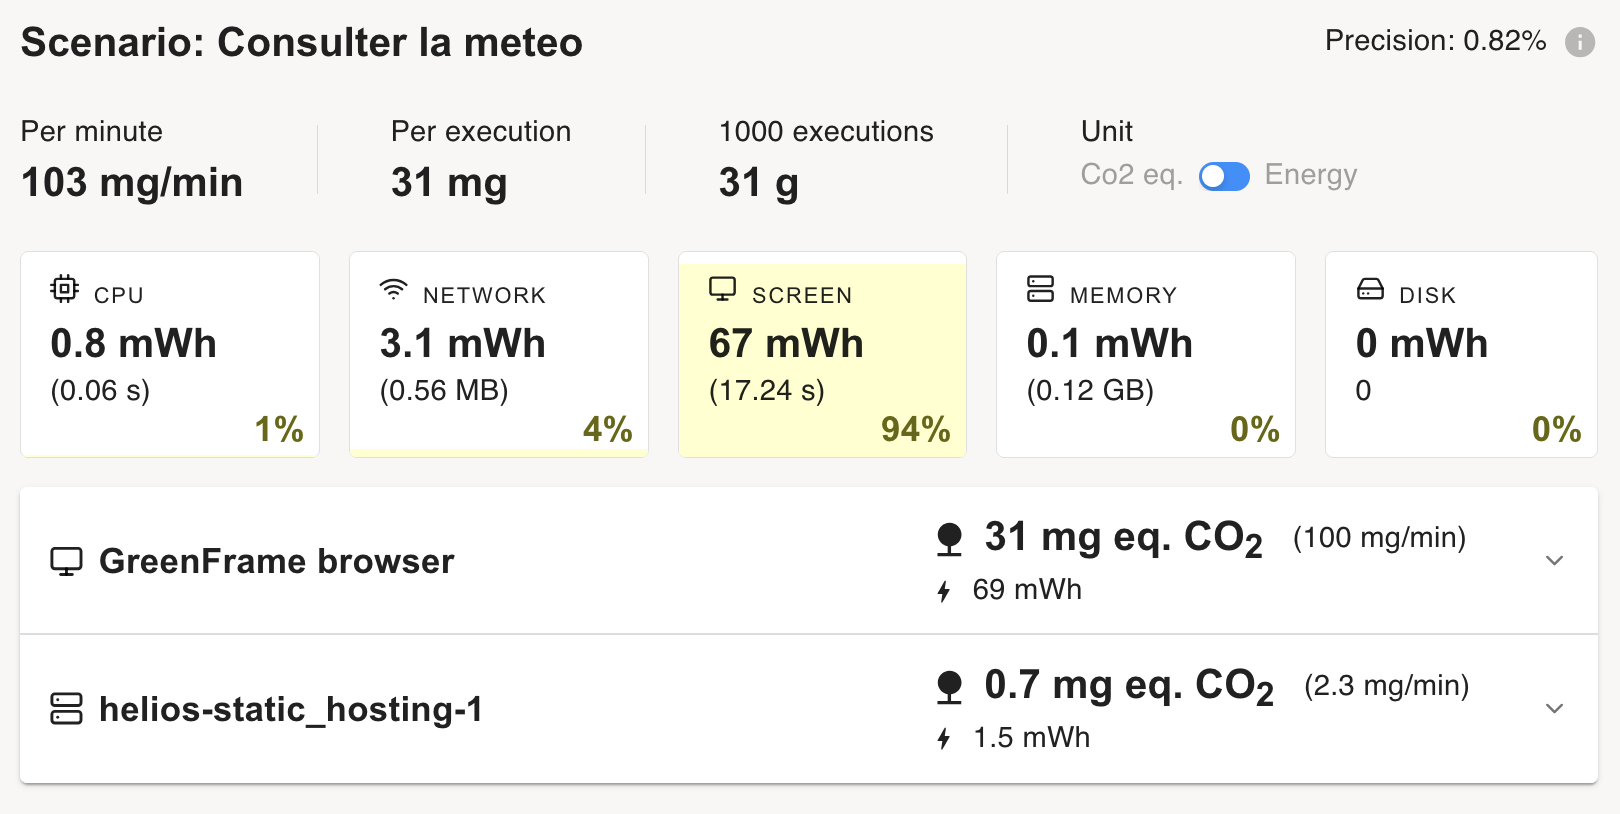 Scenario: Consulter la meteo
Precision: 0.82%
Per minute
103 mg/min
Per execution
31 mg
1000 executions
31 g
Unit
Co2 eq. Energy
CPU
0.8 mWh
(0.06 s)
1%
NETWORK
3.1 mWh
(0.56 MB)
4%
SCREEN
67 mWh
(17.24 s)
94%
MEMORY
0.1 mWh
(0.12 GB)
0%
DISK
0 mWh
0
0%
GreenFrame browser
31 mg eq. CO₂ (100 mg/min)
69 mWh
helios-static_hosting-1
0.7 mg eq. CO₂ (2.3 mg/min)
1.5 mWh